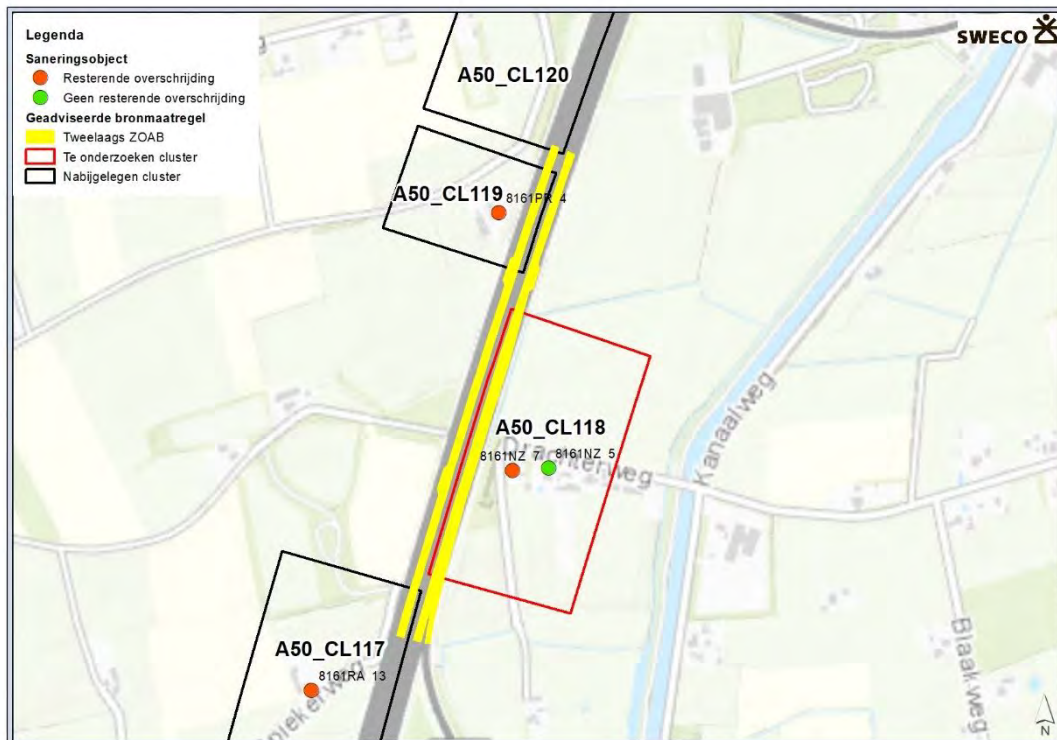 Legenda
Saneringsobject
Resterende overschrijding
Geen resterende overschrijding
Geadviseerde bronmaatregel
Tweelaags ZOAB
Te onderzoeken cluster
Nabijgelegen cluster
SWECO
A50_CL120
A50_CL119
8161PR 4
A50_CL118
8161NZ 7
8161NZ 5
Drachterweg
Kanaalweg
A50_CL117
8161RA 13
Blaakweg
N